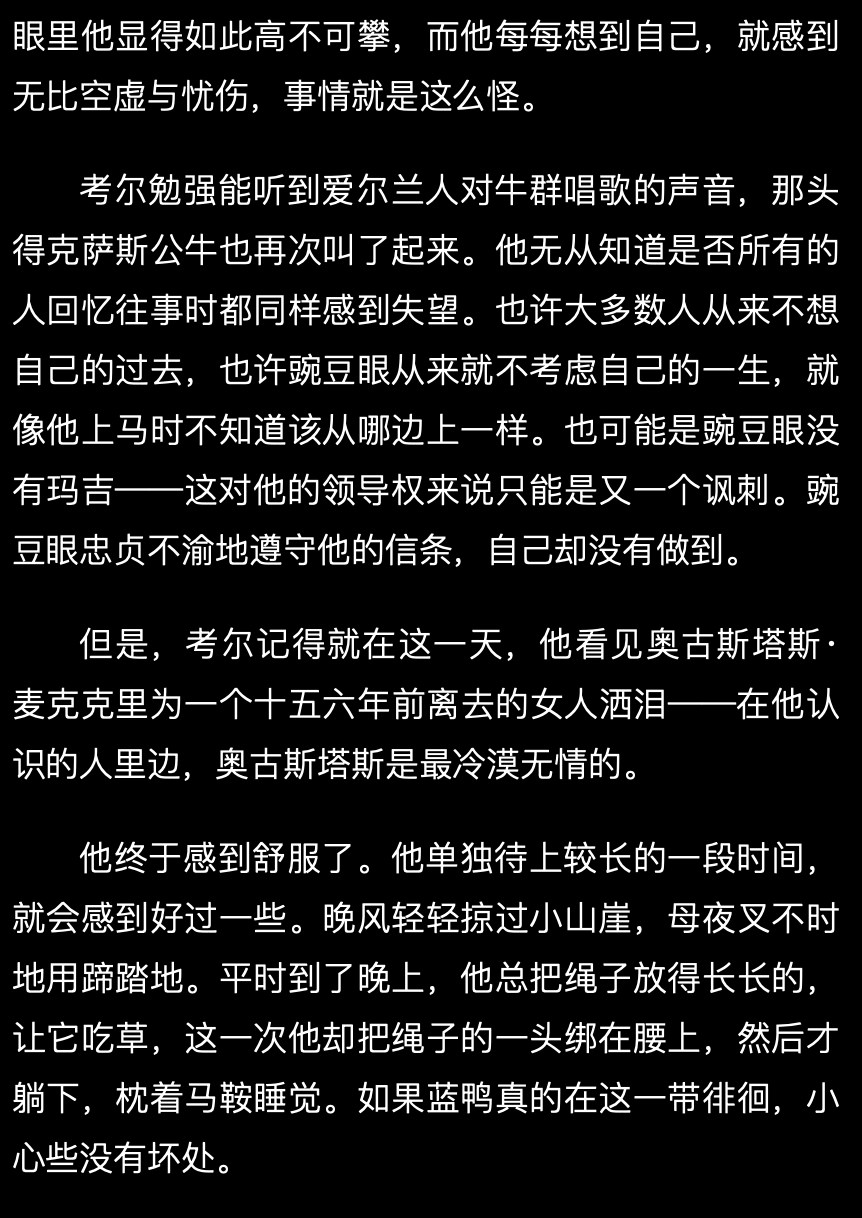 眼里他显得如此高不可攀，而他每每想到自己，就感到
无比空虚与忧伤，事情就是这么怪。
考尔勉强能听到爱尔兰人对牛群唱歌的声音，那头
得克萨斯公牛也再次叫了起来。他无从知道是否所有的
人回忆往事时都同样感到失望。也许大多数人从来不想
自己的过去，也许豌豆眼从来就不考虑自己的一生，就
像他上马时不知道该从哪边上一样。也可能是豌豆眼没
有玛吉——这对他的领导权来说只能是又一个讽刺。豌
豆眼忠贞不渝地遵守他的信条，自己却没有做到。
但是，考尔记得就在这一天，他看见奥古斯塔斯·
麦克克里为一个十五六年前离去的女人洒泪——在他认
识的人里边，奥古斯塔斯是最冷漠无情的。
他终于感到舒服了。他单独待上较长的一段时间，
就会感到好过一些。晚风轻轻掠过小山崖，母夜叉不时
地用蹄踏地。平时到了晚上，他总把绳子放得长长的，
让它吃草，这一次他却把绳子的一头绑在腰上，然后才
躺下，枕着马鞍睡觉。如果蓝鸭真的在这一带徘徊，小
心些没有坏处。